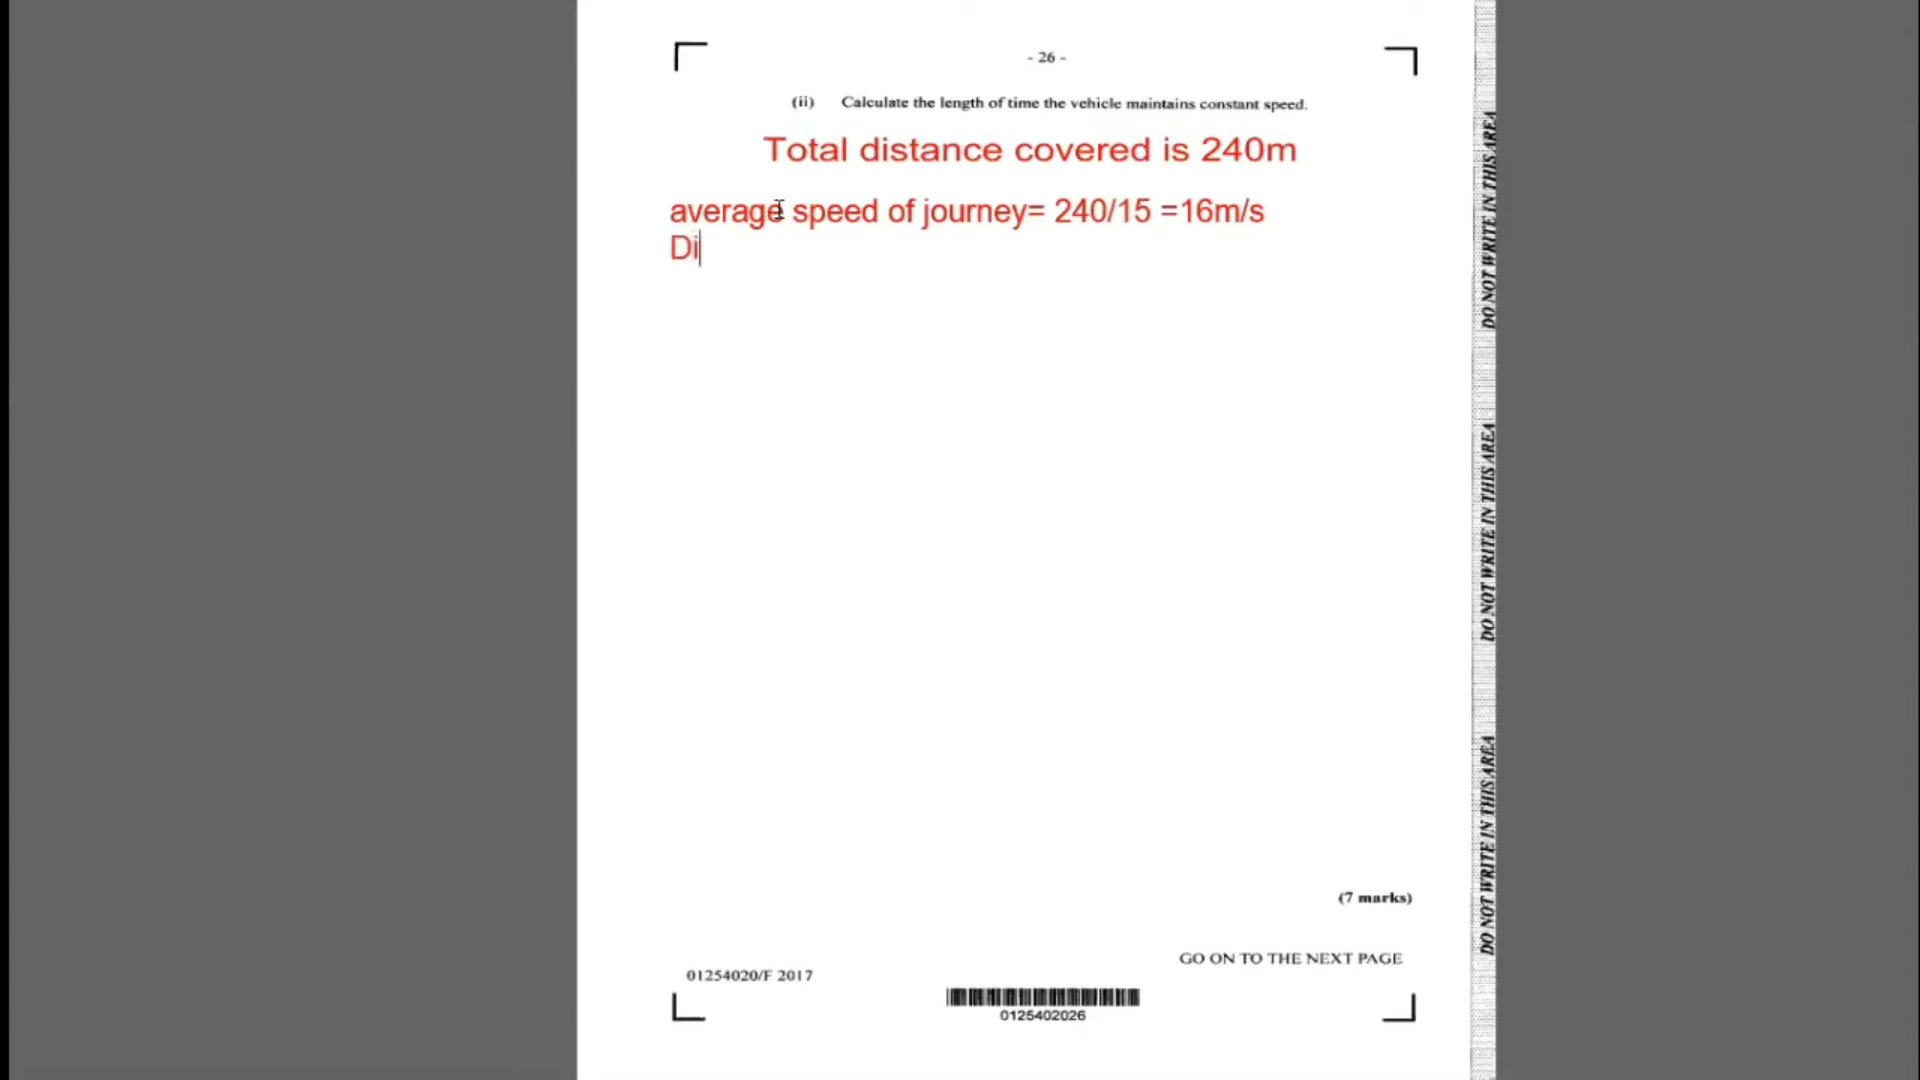 - 26 -
(ii) Calculate the length of time the vehicle maintains constant speed.
Total distance covered is 240m
average speed of journey= 240/15 =16m/s
Di
(7 marks)
GO ON TO THE NEXT PAGE
01254020/F 2017
0125402026
DO NOT WRITE IN THIS AREA
DO NOT WRITE IN THIS AREA
DO NOT WRITE IN THIS AREA